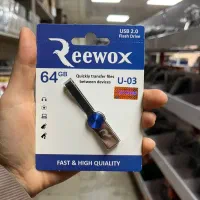 USB 2.0
Flash Drive
Reewox
64 GB
Quickly transfer files
between devices
U-03
FAST & HIGH QUALITY